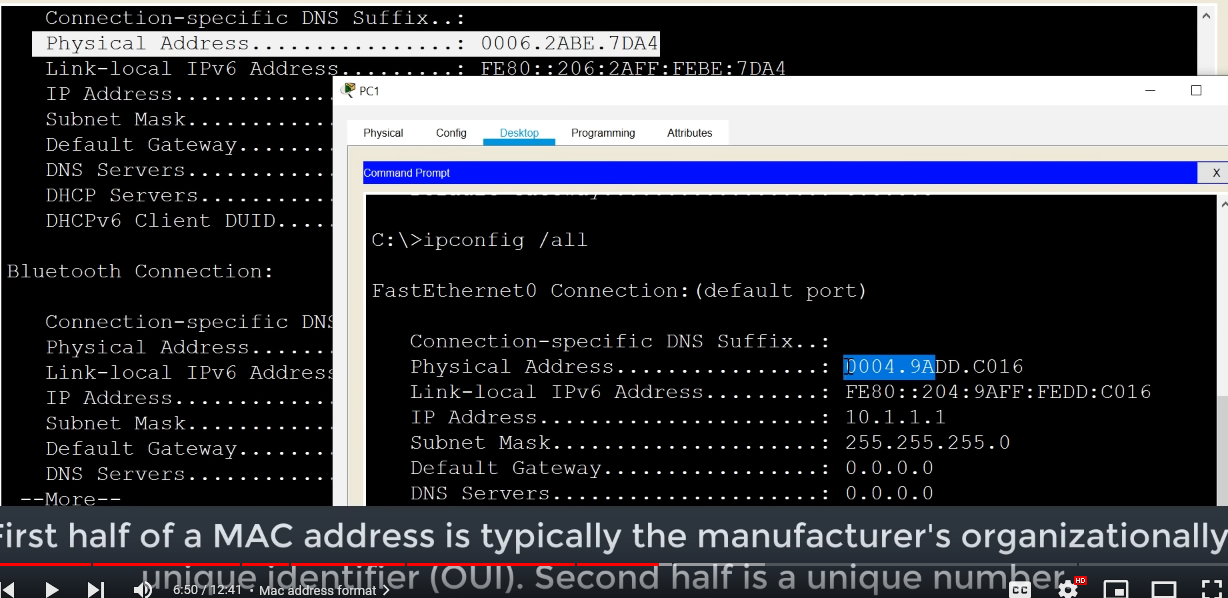 Connection-specific DNS Suffix..:
Physical Address................: 0006.2ABE.7DA4
Link-local IPv6 Address.........: FE80::206:2AFF:FEBE:7DA4
IP Address............
Subnet Mask...........
Default Gateway.......
DNS Servers...........
DHCP Servers..........
DHCPv6 Client DUID....
Bluetooth Connection:
Connection-specific DNS
Physical Address......
Link-local IPv6 Address
IP Address............
Subnet Mask...........
Default Gateway.......
DNS Servers...........
--More--
PC1
Physical Config Desktop Programming Attributes
Command Prompt X
C:\>ipconfig /all
FastEthernet0 Connection:(default port)
Connection-specific DNS Suffix..:
Physical Address................: 0004.9ADD.C016
Link-local IPv6 Address.........: FE80::204:9AFF:FEDD:C016
IP Address......................: 10.1.1.1
Subnet Mask.....................: 255.255.255.0
Default Gateway.................: 0.0.0.0
DNS Servers.....................: 0.0.0.0
First half of a MAC address is typically the manufacturer's organizationally
unique identifier (OUI). Second half is a unique number.
6:50 / 12:41 • Mac address format >
CC HD